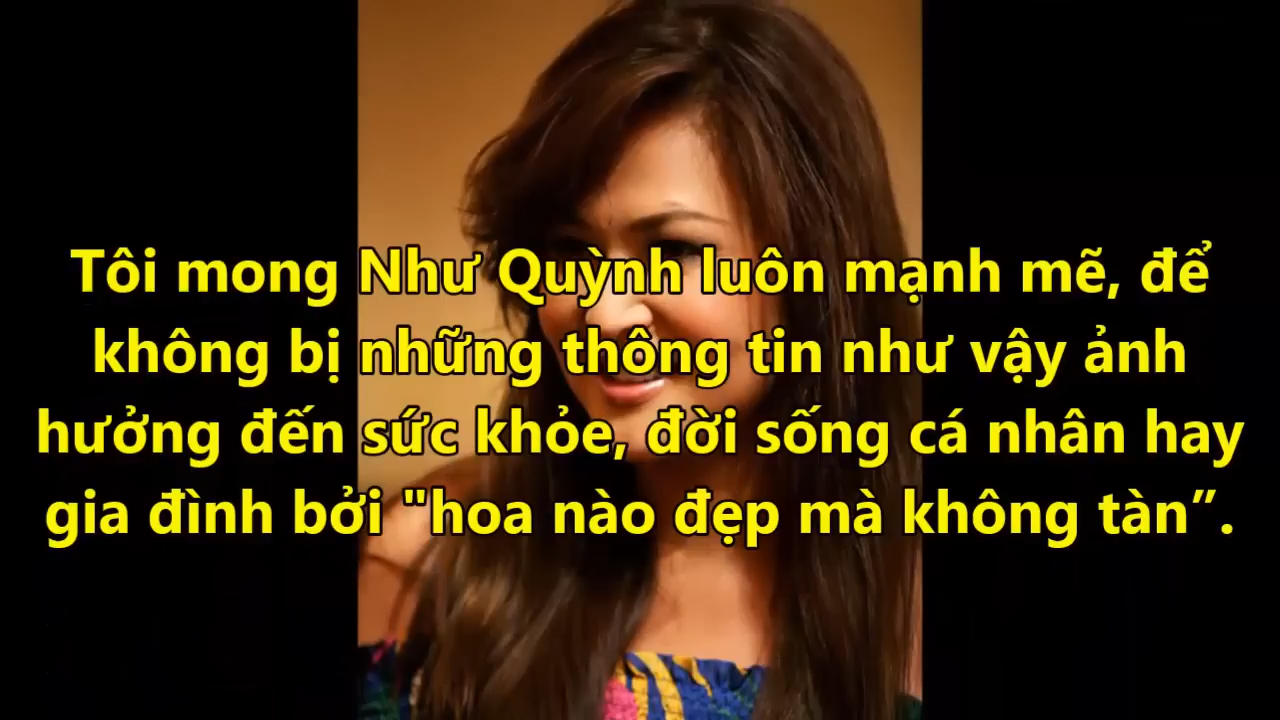 Tôi mong Như Quỳnh luôn mạnh mẽ, để
không bị những thông tin như vậy ảnh
hưởng đến sức khỏe, đời sống cá nhân hay
gia đình bởi "hoa nào đẹp mà không tàn”.